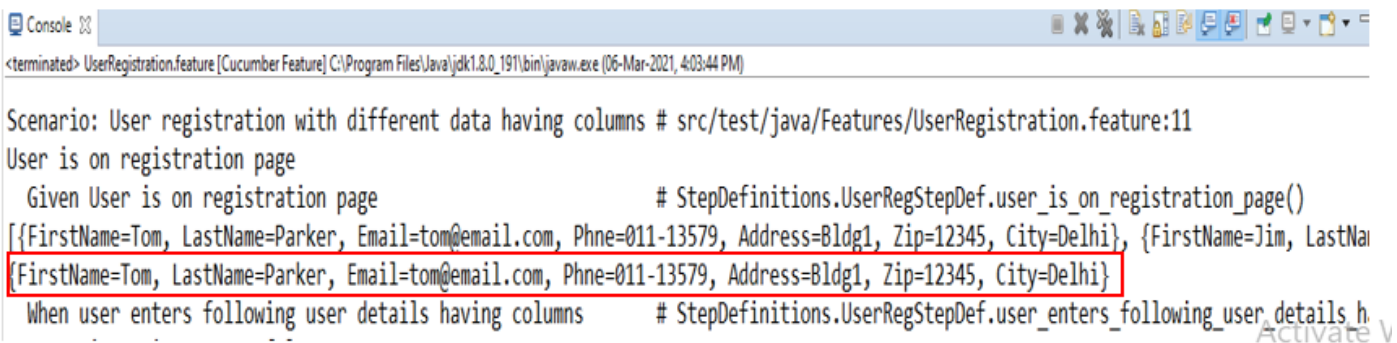 Console
<terminated> UserRegistration.feature [Cucumber Feature] C:\Program Files\Java\jdk1.8.0_191\bin\javaw.exe (06-Mar-2021, 4:03:44 PM)
Scenario: User registration with different data having columns # src/test/java/Features/UserRegistration.feature:11
User is on registration page
Given User is on registration page # StepDefinitions.UserRegStepDef.user_is_on_registration_page()
[{FirstName=Tom, LastName=Parker, Email=tom@email.com, Phne=011-13579, Address=Bldg1, Zip=12345, City=Delhi}, {FirstName=Jim,
{FirstName=Tom, LastName=Parker, Email=tom@email.com, Phne=011-13579, Address=Bldg1, Zip=12345, City=Delhi}
When user enters following user details having columns # StepDefinitions.UserRegStepDef.user_enters_following_user_details_h
Activate